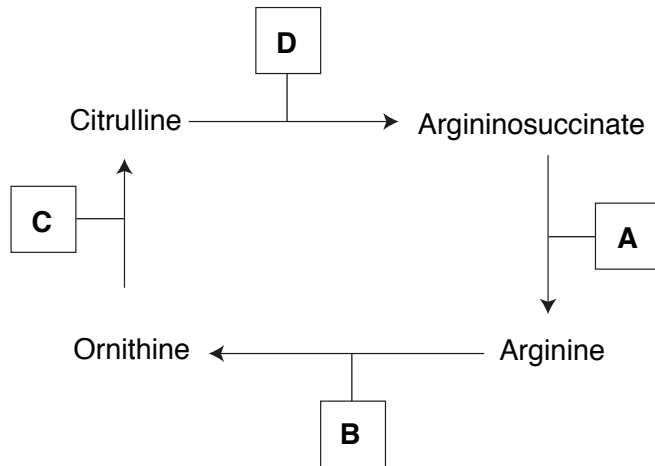 D
Citrulline
Argininosuccinate
C
A
Ornithine
Arginine
B